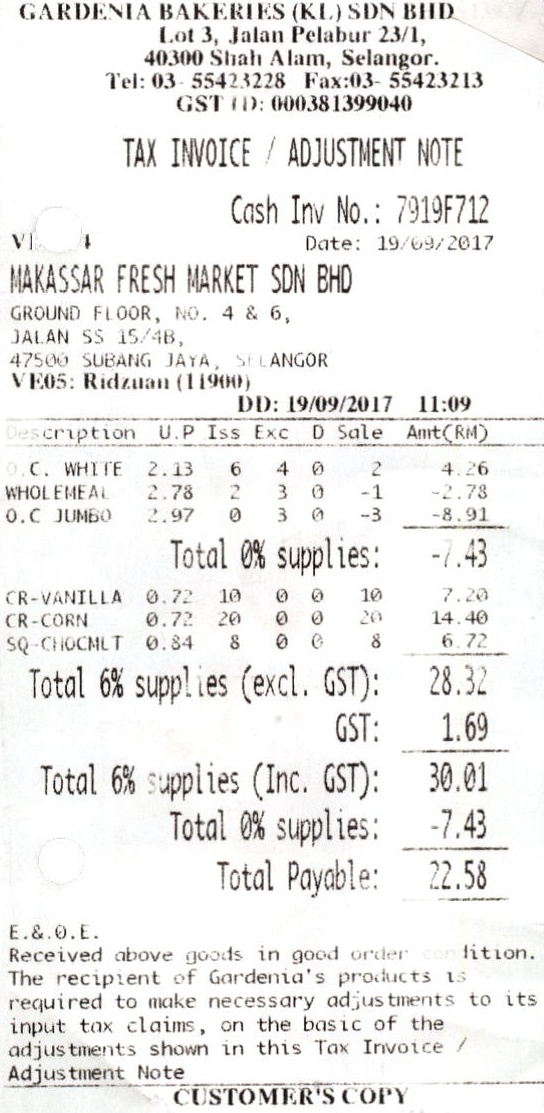 GARDENIA BAKERIES (KL) SDN BHD
Lot 3, Jalan Pelabur 23/1,
40300 Shah Alam, Selangor.
Tel: 03- 55423228 Fax:03- 55423213
GST ID: 000381399040
TAX INVOICE / ADJUSTMENT NOTE
Cash Inv No.: 7919F712
Date: 19/09/2017
MAKASSAR FRESH MARKET SDN BHD
GROUND FLOOR, NO. 4 & 6,
JALAN SS 15/4B,
47500 SUBANG JAYA, SELANGOR
VE05: Ridzuan (11900)
DD: 19/09/2017 11:09
Description U.P Iss Exc D Sale Amt(RM)
O.C. WHITE 2.13 6 4 0 2 4.26
WHOLEMEAL 2.78 2 3 0 -1 -2.78
O.C JUMBO 2.97 0 3 0 -3 -8.91
Total 0% supplies: -7.43
CR-VANILLA 0.72 10 0 0 10 7.20
CR-CORN 0.72 20 0 0 20 14.40
SQ-CHOCMLT 0.84 8 0 0 8 6.72
Total 6% supplies (excl. GST): 28.32
GST: 1.69
Total 6% supplies (Inc. GST): 30.01
Total 0% supplies: -7.43
Total Payable: 22.58
E.&.O.E.
Received above goods in good order condition.
The recipient of Gardenia's products is
required to make necessary adjustments to its
input tax claims, on the basic of the
adjustments shown in this Tax Invoice /
Adjustment Note
CUSTOMER'S COPY